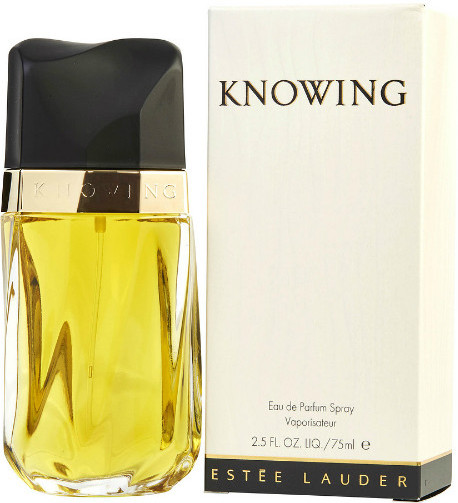 KNOWING
KNOWING
Eau de Parfum Spray
Vaporisateur
2.5 FL. OZ. LIQ./75ml ℮
ESTĒE LAUDER